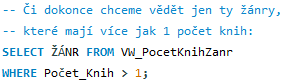 -- Či dokonce chceme vědět jen ty žánry,
-- které mají více jak 1 počet knih:
SELECT ŽÁNR FROM VW_PocetKnihZanr
WHERE Počet_Knih > 1;